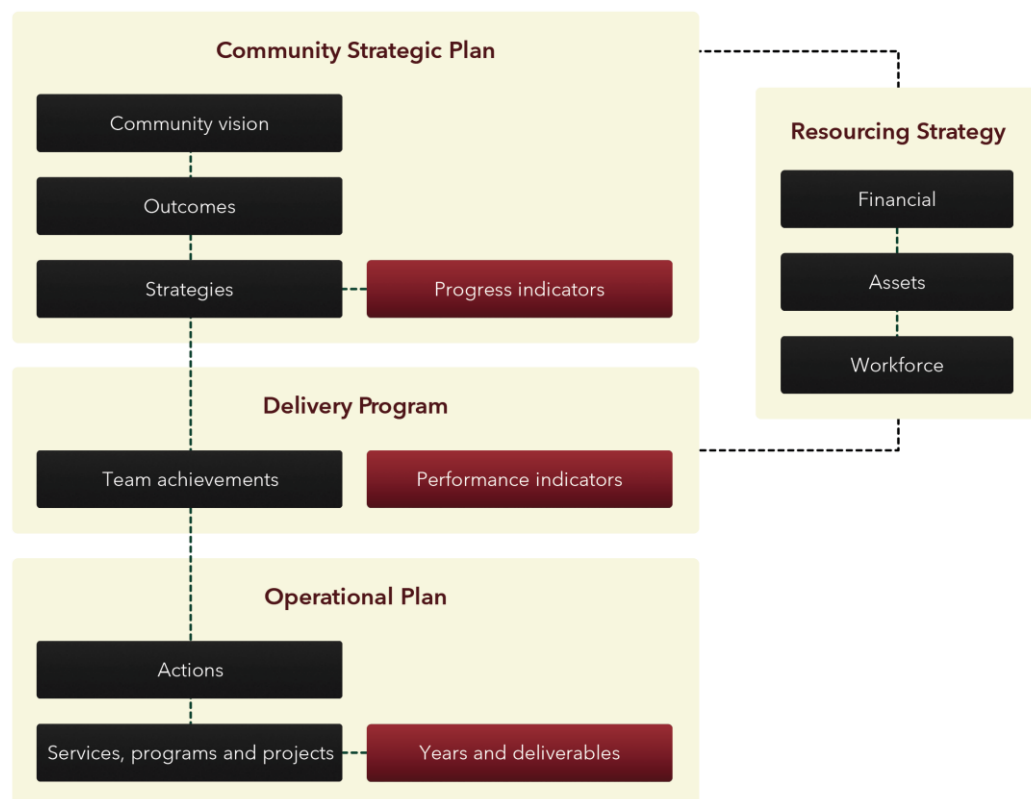 Community Strategic Plan
Community vision
Outcomes
Strategies
Progress indicators
Resourcing Strategy
Financial
Assets
Workforce
Delivery Program
Team achievements
Performance indicators
Operational Plan
Actions
Services, programs and projects
Years and deliverables